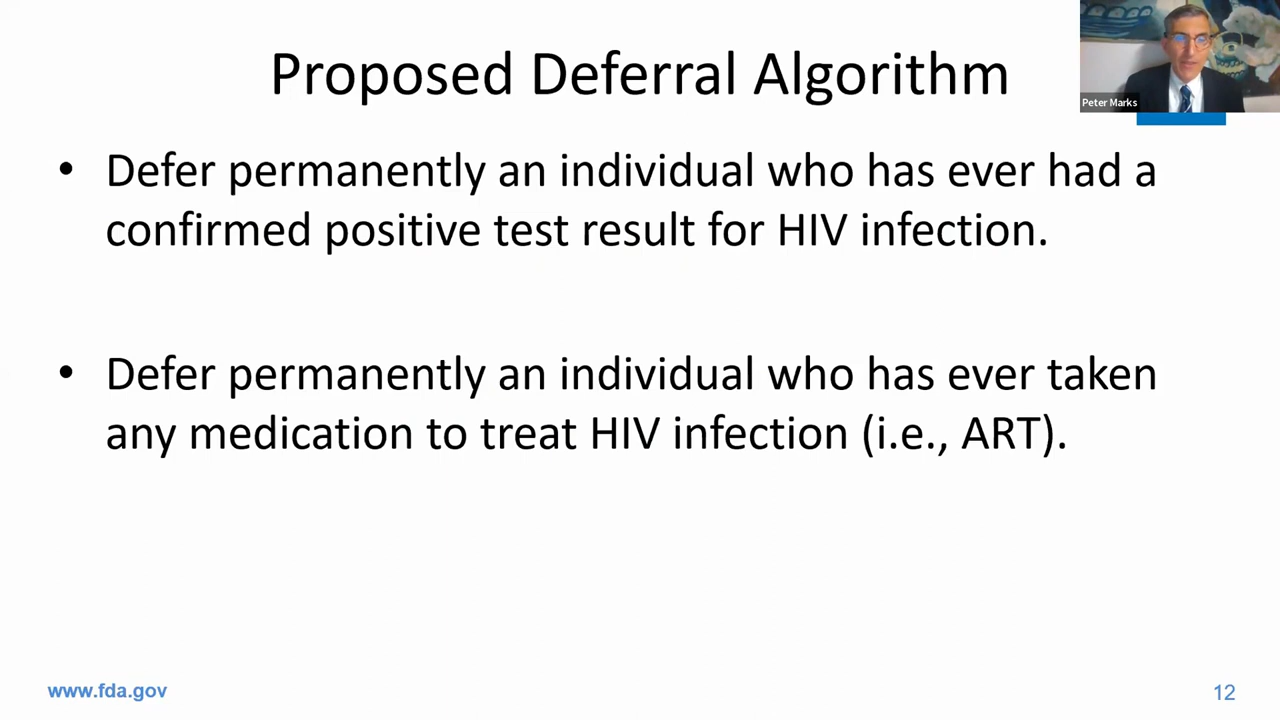 Proposed Deferral Algorithm
Peter Marks
• Defer permanently an individual who has ever had a
confirmed positive test result for HIV infection.
• Defer permanently an individual who has ever taken
any medication to treat HIV infection (i.e., ART).
www.fda.gov
12